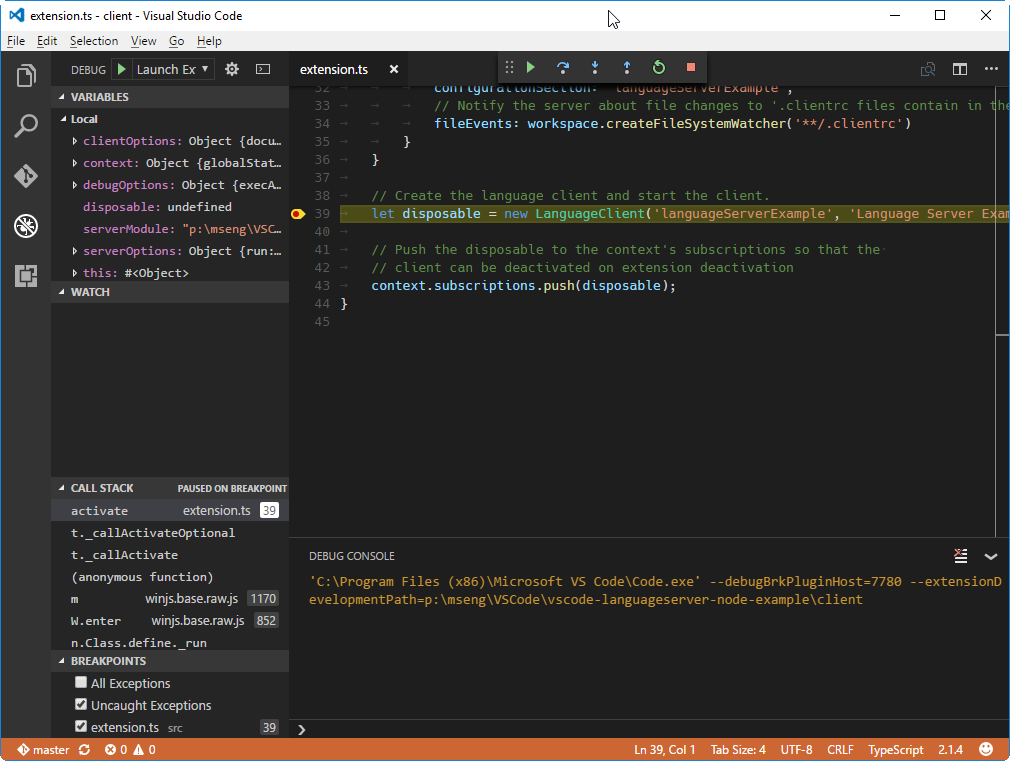 extension.ts - client - Visual Studio Code
File Edit Selection View Go Help
DEBUG Launch Ex
extension.ts
VARIABLES
Local
clientOptions: Object {docu…
context: Object {globalStat…
debugOptions: Object {execA…
disposable: undefined
serverModule: "p:\mseng\VSC…
serverOptions: Object {run:…
this: #<Object>
WATCH
CALL STACK PAUSED ON BREAKPOINT
activate extension.ts 39
t._callActivateOptional
t._callActivate
(anonymous function)
m winjs.base.raw.js 1170
W.enter winjs.base.raw.js 852
n.Class.define._run
BREAKPOINTS
All Exceptions
Uncaught Exceptions
extension.ts src 39
32 configurationSection: 'languageServerExample',
33 // Notify the server about file changes to '.clientrc files contain in the
34 fileEvents: workspace.createFileSystemWatcher('**/.clientrc')
35 }
36 }
37
38 // Create the language client and start the client.
39 let disposable = new LanguageClient('languageServerExample', 'Language Server Exam
40
41 // Push the disposable to the context's subscriptions so that the
42 // client can be deactivated on extension deactivation
43 context.subscriptions.push(disposable);
44 }
45
DEBUG CONSOLE
'C:\Program Files (x86)\Microsoft VS Code\Code.exe' --debugBrkPluginHost=7780 --extensionD
evelopmentPath=p:\mseng\VSCode\vscode-languageserver-node-example\client
master 0 0 Ln 39, Col 1 Tab Size: 4 UTF-8 CRLF TypeScript 2.1.4